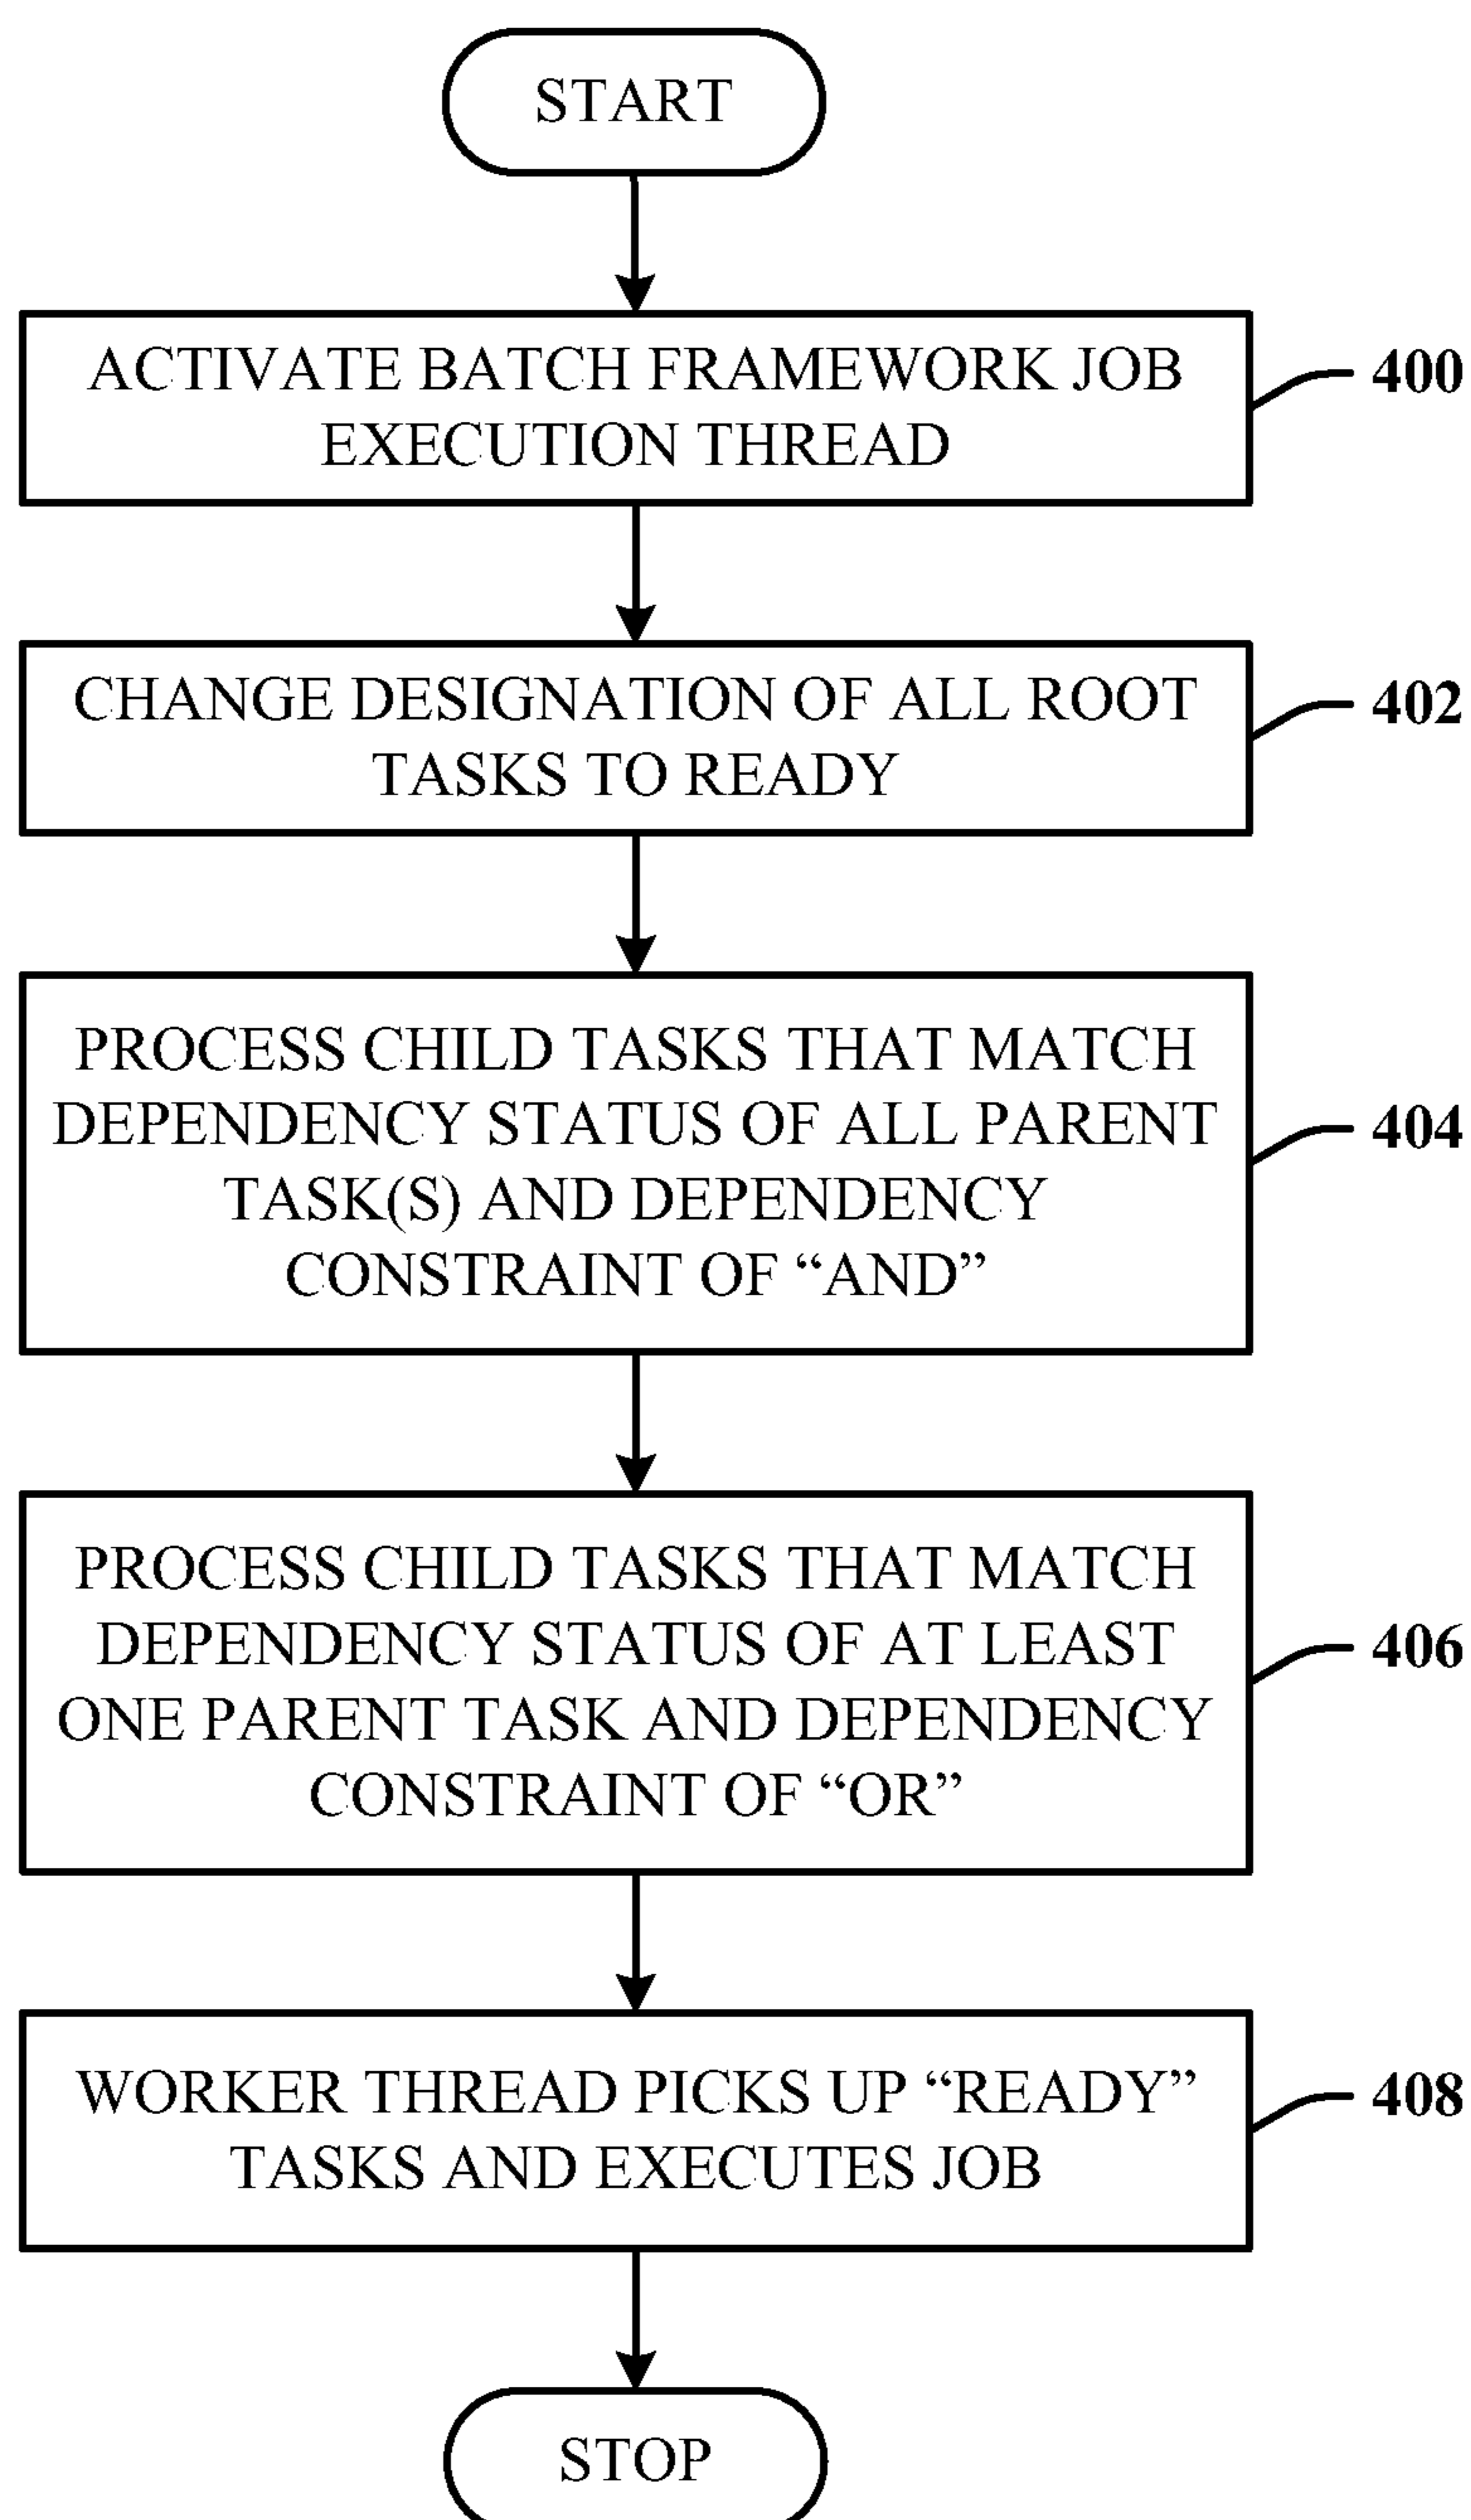 START
ACTIVATE BATCH FRAMEWORK JOB
EXECUTION THREAD
400
CHANGE DESIGNATION OF ALL ROOT
TASKS TO READY
402
PROCESS CHILD TASKS THAT MATCH
DEPENDENCY STATUS OF ALL PARENT
TASK(S) AND DEPENDENCY
CONSTRAINT OF “AND”
404
PROCESS CHILD TASKS THAT MATCH
DEPENDENCY STATUS OF AT LEAST
ONE PARENT TASK AND DEPENDENCY
CONSTRAINT OF “OR”
406
WORKER THREAD PICKS UP “READY”
TASKS AND EXECUTES JOB
408
STOP